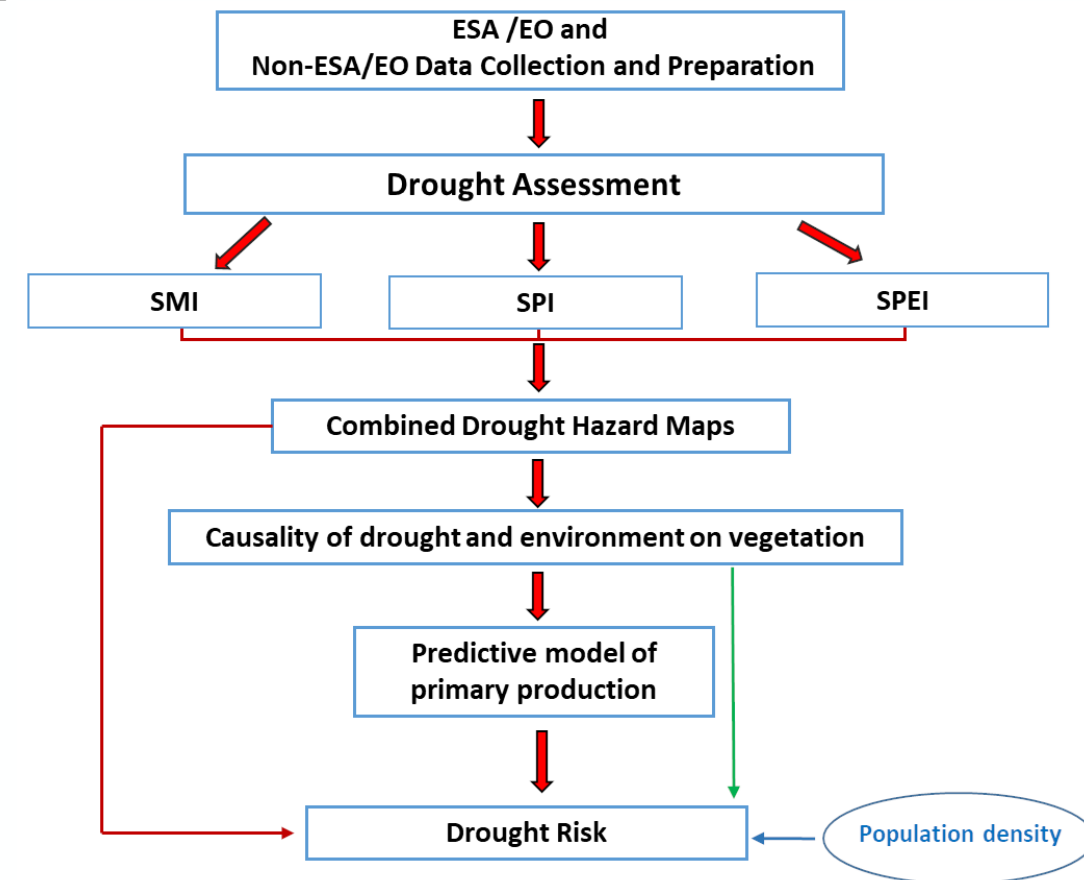 ESA /EO and
Non-ESA/EO Data Collection and Preparation
Drought Assessment
SMI
SPI
SPEI
Combined Drought Hazard Maps
Causality of drought and environment on vegetation
Predictive model of
primary production
Drought Risk
Population density